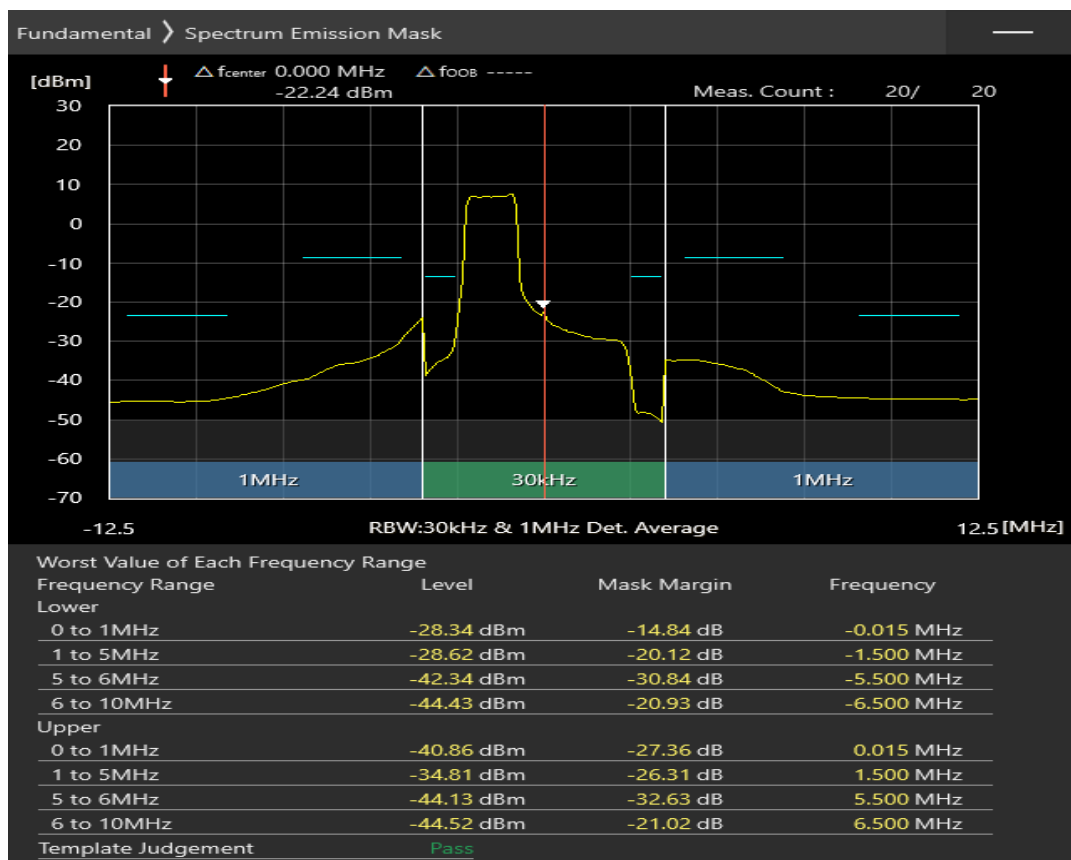 Fundamental ❯ Spectrum Emission Mask
[dBm] △ fcenter 0.000 MHz △ fOOB -----
-22.24 dBm Meas. Count : 20/ 20
30
20
10
0
-10
-20
-30
-40
-50
-60
1MHz 30kHz 1MHz
-70
-12.5 RBW:30kHz & 1MHz Det. Average 12.5 [MHz]
Worst Value of Each Frequency Range
Frequency Range Level Mask Margin Frequency
Lower
0 to 1MHz -28.34 dBm -14.84 dB -0.015 MHz
1 to 5MHz -28.62 dBm -20.12 dB -1.500 MHz
5 to 6MHz -42.34 dBm -30.84 dB -5.500 MHz
6 to 10MHz -44.43 dBm -20.93 dB -6.500 MHz
Upper
0 to 1MHz -40.86 dBm -27.36 dB 0.015 MHz
1 to 5MHz -34.81 dBm -26.31 dB 1.500 MHz
5 to 6MHz -44.13 dBm -32.63 dB 5.500 MHz
6 to 10MHz -44.52 dBm -21.02 dB 6.500 MHz
Template Judgement Pass